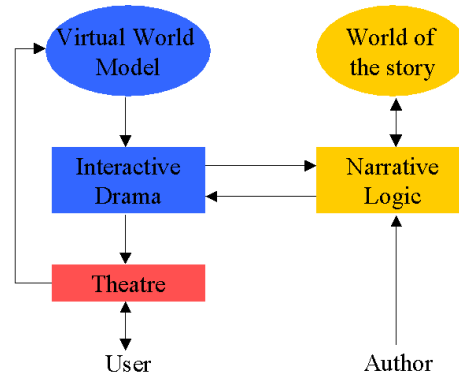 Virtual World
Model
World of
the story
Interactive
Drama
Narrative
Logic
Theatre
User
Author